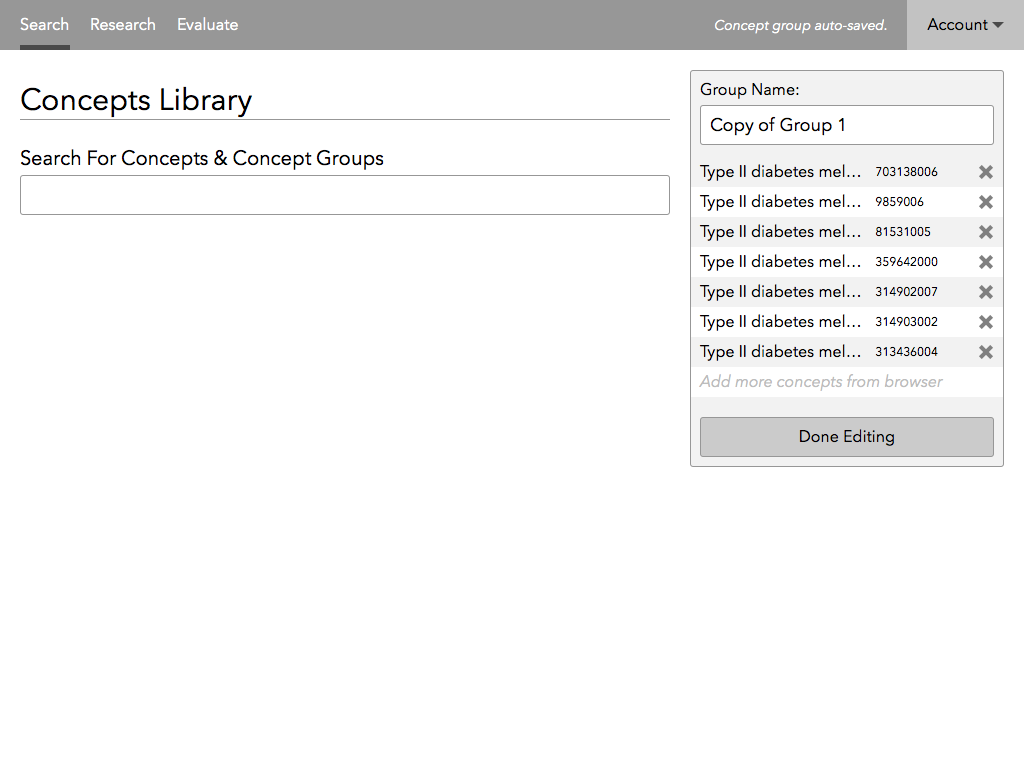 Search Research Evaluate Concept group auto-saved. Account
Concepts Library
Search For Concepts & Concept Groups
Group Name:
Copy of Group 1
Type II diabetes mel... 703138006
Type II diabetes mel... 9859006
Type II diabetes mel... 81531005
Type II diabetes mel... 359642000
Type II diabetes mel... 314902007
Type II diabetes mel... 314903002
Type II diabetes mel... 313436004
Add more concepts from browser
Done Editing